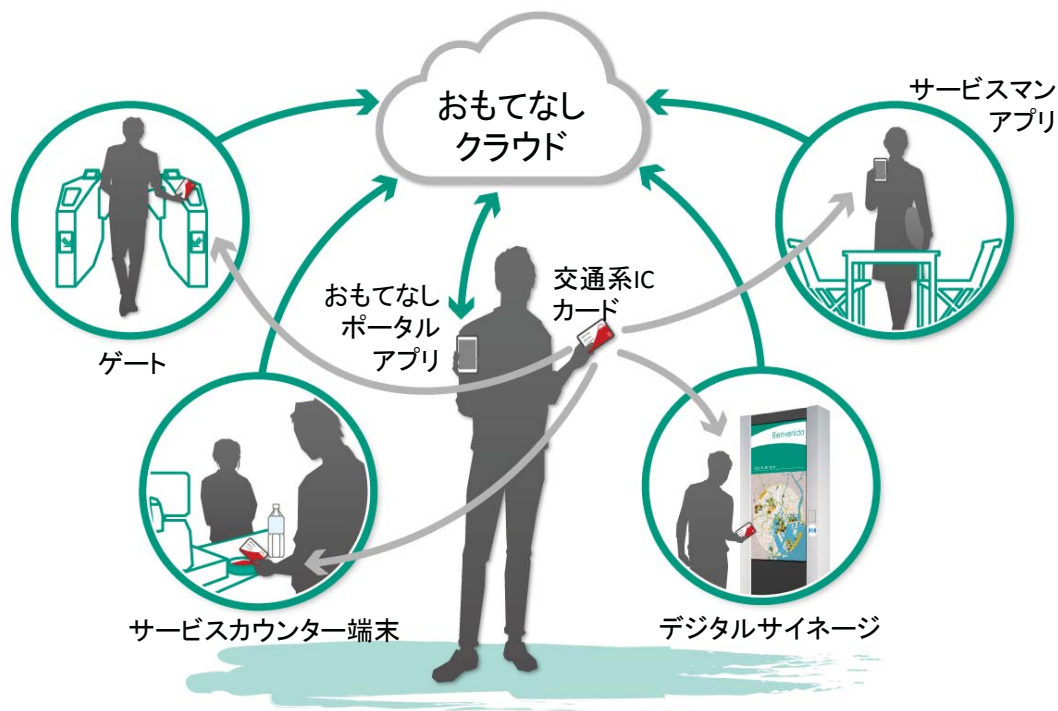 おもてなし
クラウド
サービスマン
アプリ
交通系IC
カード
おもてなし
ポータル
アプリ
ゲート
Bienvenida
サービスカウンター端末
デジタルサイネージ